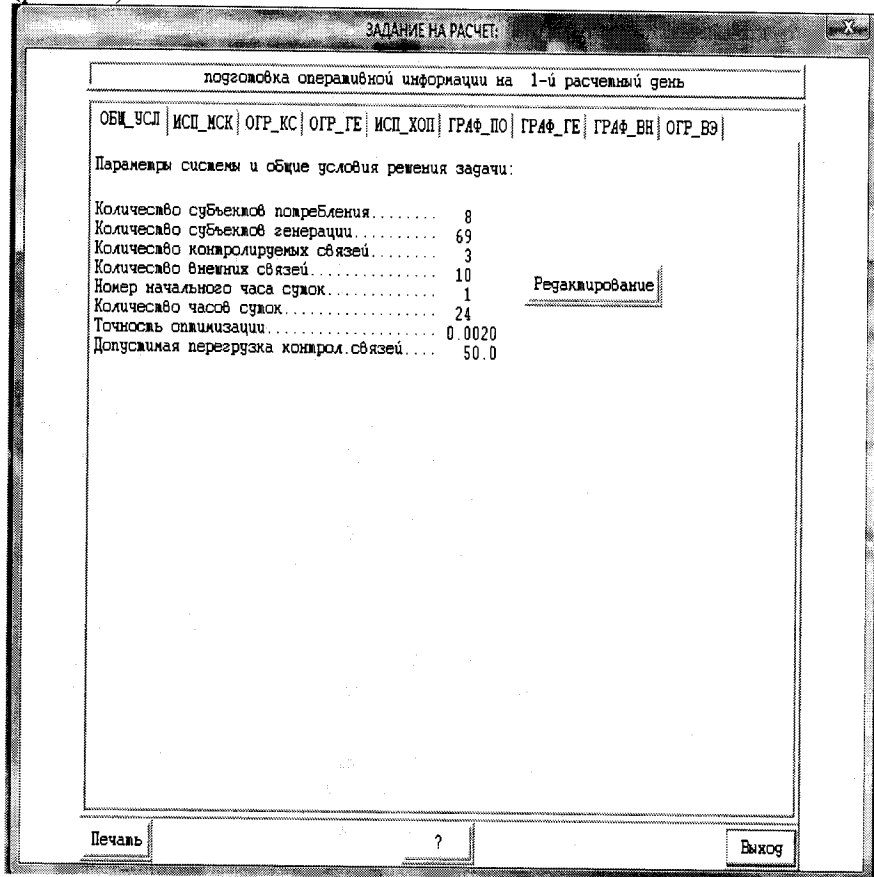 ЗАДАНИЕ НА РАСЧЕТ:
подготовка оперативной информации на 1-й расчетный день
ОБЩ_УСЛ ИСП_МСК ОГР_КС ОГР_ГЕ ИСП_ХОП ГРАФ_ПО ГРАФ_ГЕ ГРАФ_ВН ОГР_ВЭ
Параметры системы и общие условия решения задачи:
Количество субъектов потребления........ 8
Количество субъектов генерации.......... 69
Количество контролируемых связей........ 3
Количество внешних связей............... 10
Номер начального часа суток............. 1
Количество часов суток.................. 24
Точность оптимизации.................... 0.0020
Допустимая перегрузка контрол.связей.... 50.0
Редактирование
Печать ? Выход